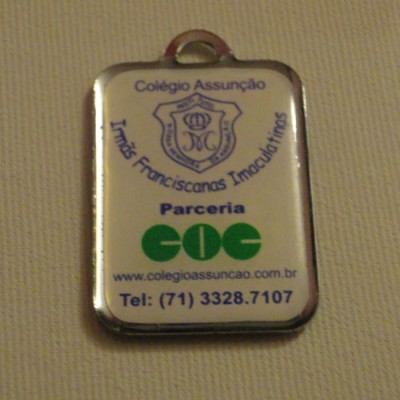 Colégio Assunção
Irmãs Franciscanas Imaculatinas
Parceria
COC
www.colegioassuncao.com.br
Tel: (71) 3328.7107